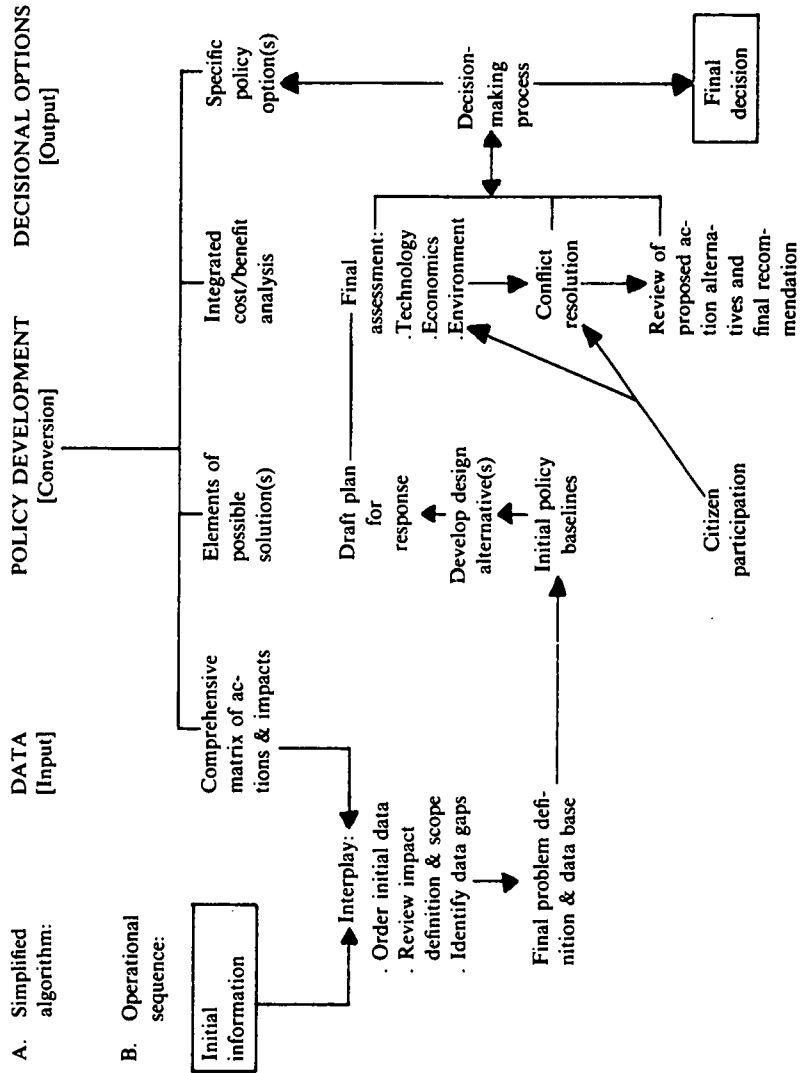 A. Simplified
algorithm:
DATA
[Input]
POLICY DEVELOPMENT
[Conversion]
DECISIONAL OPTIONS
[Output]
B. Operational
sequence:
Comprehensive
matrix of ac-
tions & impacts
Elements of
possible
solution(s)
Integrated
cost/benefit
analysis
Specific
policy
option(s)
Initial
information
Interplay:
. Order initial data
. Review impact
definition & scope
. Identify data gaps
Final problem defi-
nition & data base
Draft plan
for
response
Develop design
alternative(s)
Initial policy
baselines
Citizen
participation
Final
assessment:
. Technology
. Economics
. Environment
Conflict
resolution
Review of
proposed ac-
tion alterna-
tives and
final recom-
mendation
Decision-
making
process
Final
decision